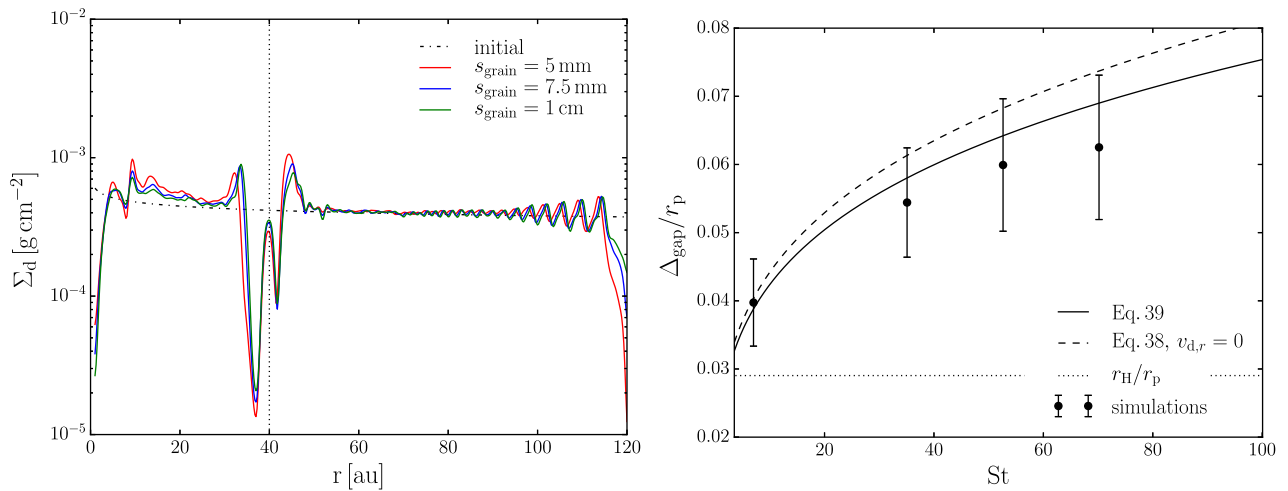 10⁻²
10⁻³
10⁻⁴
10⁻⁵
Σ_d [g cm⁻²]
initial
s_grain = 5 mm
s_grain = 7.5 mm
s_grain = 1 cm
0 20 40 60 80 100 120
r [au]
0.08
0.07
0.06
0.05
0.04
0.03
0.02
Δ_gap/r_p
Eq. 39
Eq. 38, v_d,r = 0
r_H/r_p
simulations
20 40 60 80 100
St